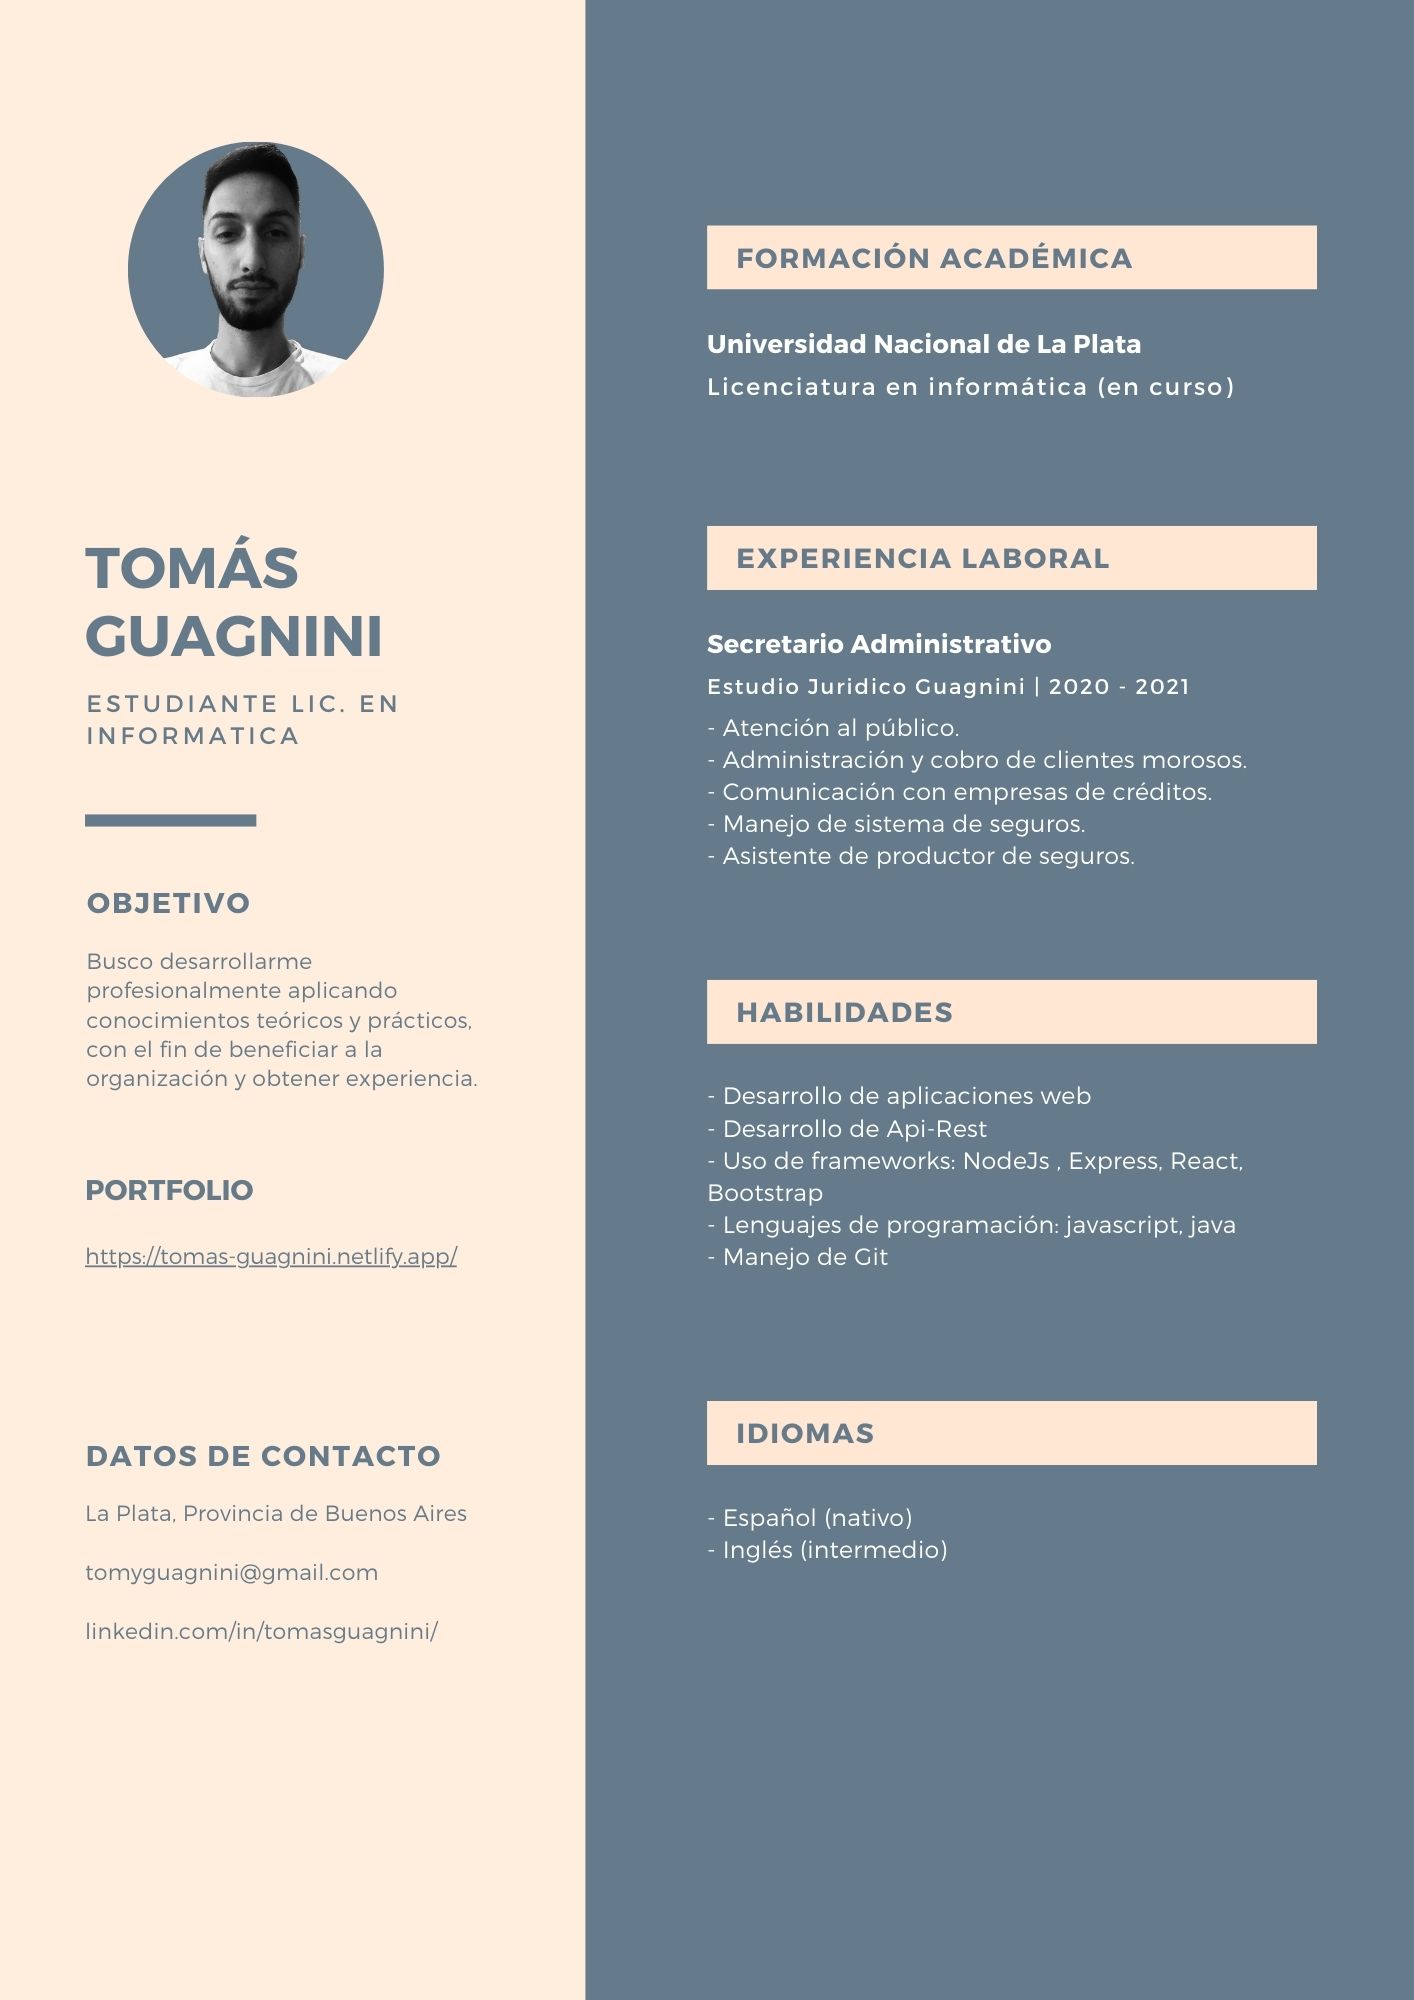 TOMÁS
GUAGNINI
ESTUDIANTE LIC. EN
INFORMATICA
OBJETIVO
Busco desarrollarme
profesionalmente aplicando
conocimientos teóricos y prácticos,
con el fin de beneficiar a la
organización y obtener experiencia.
PORTFOLIO
https://tomas-guagnini.netlify.app/
DATOS DE CONTACTO
La Plata, Provincia de Buenos Aires
tomyguagnini@gmail.com
linkedin.com/in/tomasguagnini/
FORMACIÓN ACADÉMICA
Universidad Nacional de La Plata
Licenciatura en informática (en curso)
EXPERIENCIA LABORAL
Secretario Administrativo
Estudio Juridico Guagnini | 2020 - 2021
- Atención al público.
- Administración y cobro de clientes morosos.
- Comunicación con empresas de créditos.
- Manejo de sistema de seguros.
- Asistente de productor de seguros.
HABILIDADES
- Desarrollo de aplicaciones web
- Desarrollo de Api-Rest
- Uso de frameworks: NodeJs , Express, React,
Bootstrap
- Lenguajes de programación: javascript, java
- Manejo de Git
IDIOMAS
- Español (nativo)
- Inglés (intermedio)